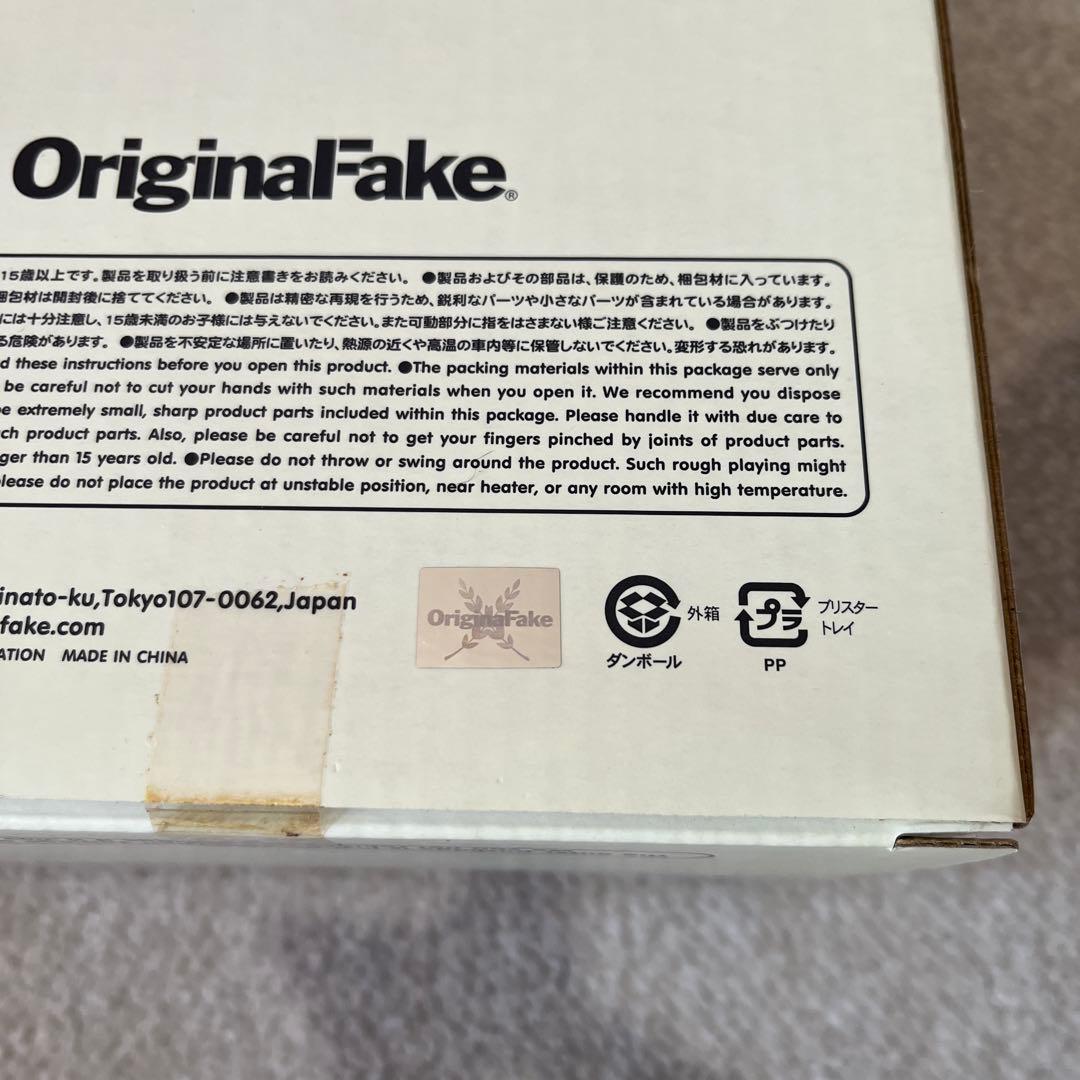 OriginalFake®
15歳以上です。製品を取り扱う前に注意書きをお読みください。 ●製品およびその部品は、保護のため、梱包材に入っています。
梱包材は開封後に捨ててください。 ●製品は精密な再現を行うため、鋭利なパーツや小さなパーツが含まれている場合があります。
には十分注意し、15歳未満のお子様には与えないでください。また可動部分に指をはさまない様ご注意ください。 ●製品をぶつけたり
る危険があります。 ●製品を不安定な場所に置いたり、熱源の近くや高温の車内等に保管しないでください。変形する恐れがあります。
d these instructions before you open this product. ●The packing materials within this package serve only
be careful not to cut your hands with such materials when you open it. We recommend you dispose
be extremely small, sharp product parts included within this package. Please handle it with due care to
ch product parts. Also, please be careful not to get your fingers pinched by joints of product parts.
ger than 15 years old. ●Please do not throw or swing around the product. Such rough playing might
please do not place the product at unstable position, near heater, or any room with high temperature.
inato-ku,Tokyo107-0062,Japan
fake.com
ATION MADE IN CHINA
OriginalFake
外箱
ダンボール
プラ
ブリスター
トレイ
PP